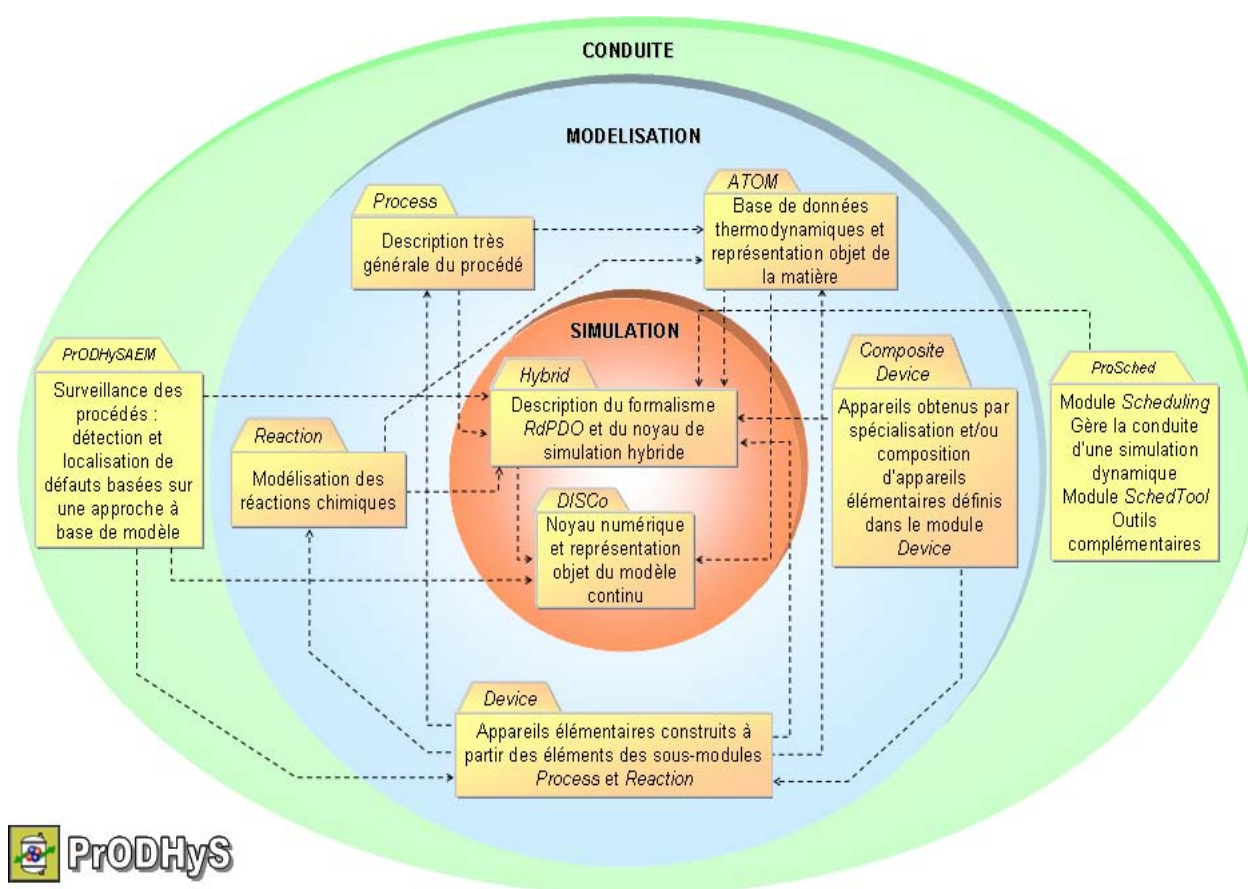 CONDUITE
MODELISATION
ATOM
Base de données
thermodynamiques et
représentation objet de
la matière
Process
Description très
générale du procédé
SIMULATION
PrODHySAEM
Surveillance des
procédés :
détection et
localisation de
défauts basées sur
une approche à
base de modèle
Hybrid
Description du formalisme
RdPDO et du noyau de
simulation hybride
Composite
Device
Appareils obtenus par
spécialisation et/ou
composition
d'appareils
élémentaires définis
dans le module
Device
ProSched
Module Scheduling
Gère la conduite
d'une simulation
dynamique
Module SchedTool
Outils
complémentaires
Reaction
Modélisation des
réactions chimiques
DISCo
Noyau numérique
et représentation
objet du modèle
continu
Device
Appareils élémentaires construits à
partir des éléments des sous-modules
Process et Reaction
PrODHyS